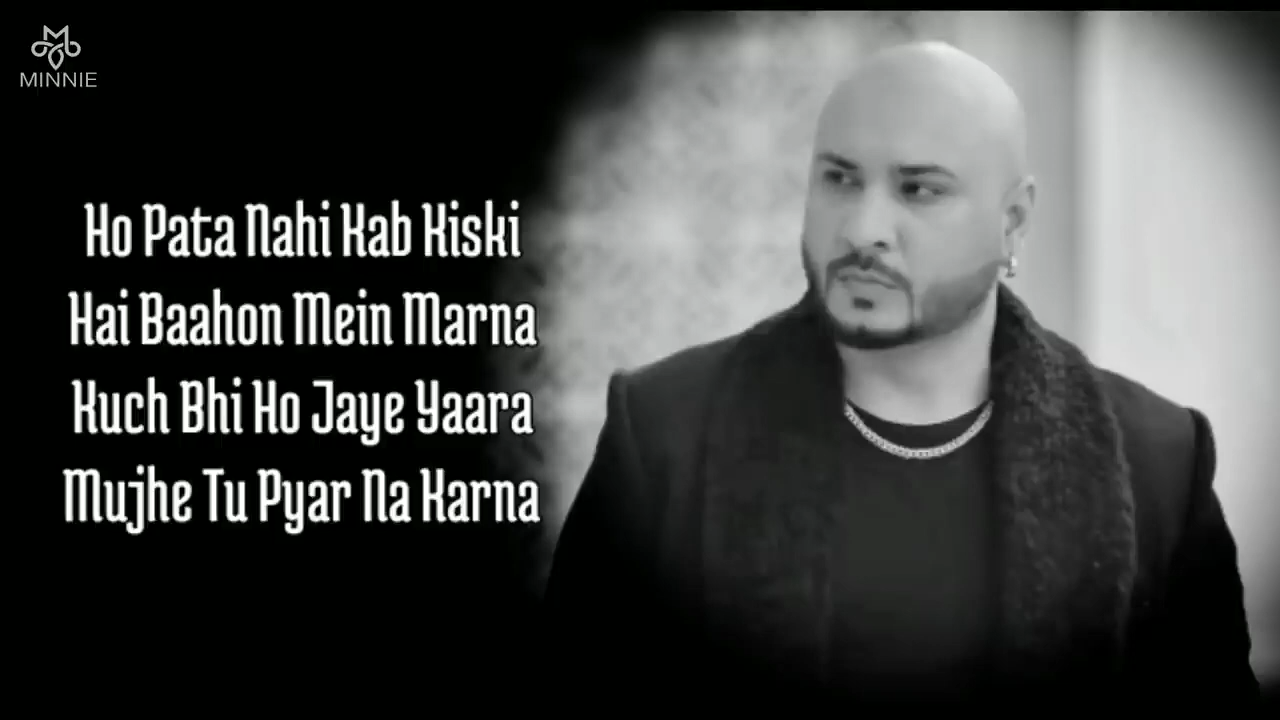 MINNIE
Ho Pata Nahi Kab Kiski
Hai Baahon Mein Marna
Kuch Bhi Ho Jaye Yaara
Mujhe Tu Pyar Na Karna